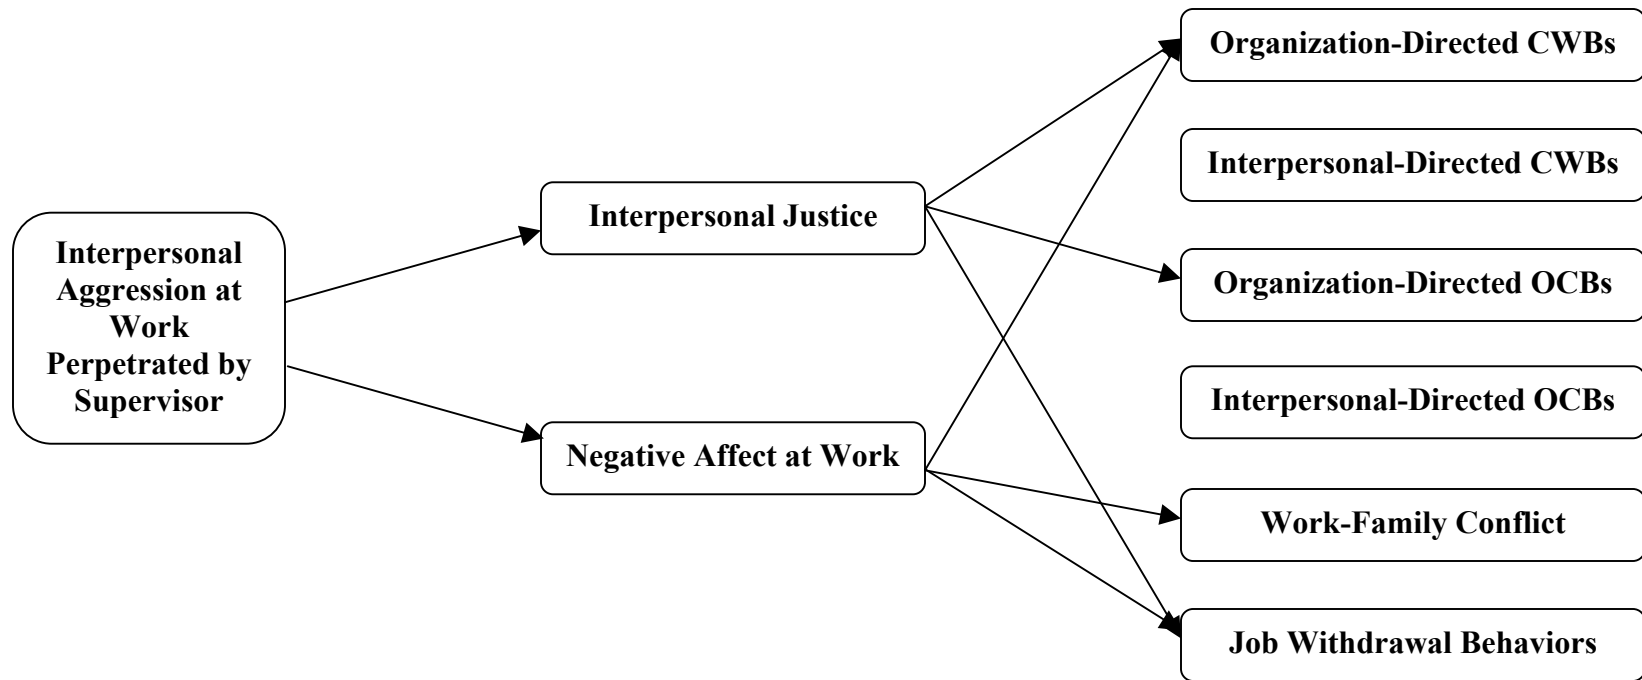 Interpersonal
Aggression at
Work
Perpetrated by
Supervisor
Interpersonal Justice
Negative Affect at Work
Organization-Directed CWBs
Interpersonal-Directed CWBs
Organization-Directed OCBs
Interpersonal-Directed OCBs
Work-Family Conflict
Job Withdrawal Behaviors